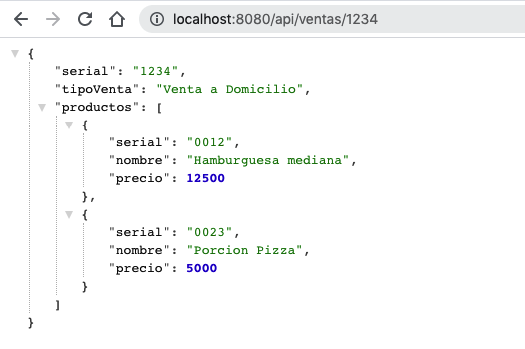 localhost:8080/api/ventas/1234
{
"serial": "1234",
"tipoVenta": "Venta a Domicilio",
"productos": [
{
"serial": "0012",
"nombre": "Hamburguesa mediana",
"precio": 12500
},
{
"serial": "0023",
"nombre": "Porcion Pizza",
"precio": 5000
}
]
}